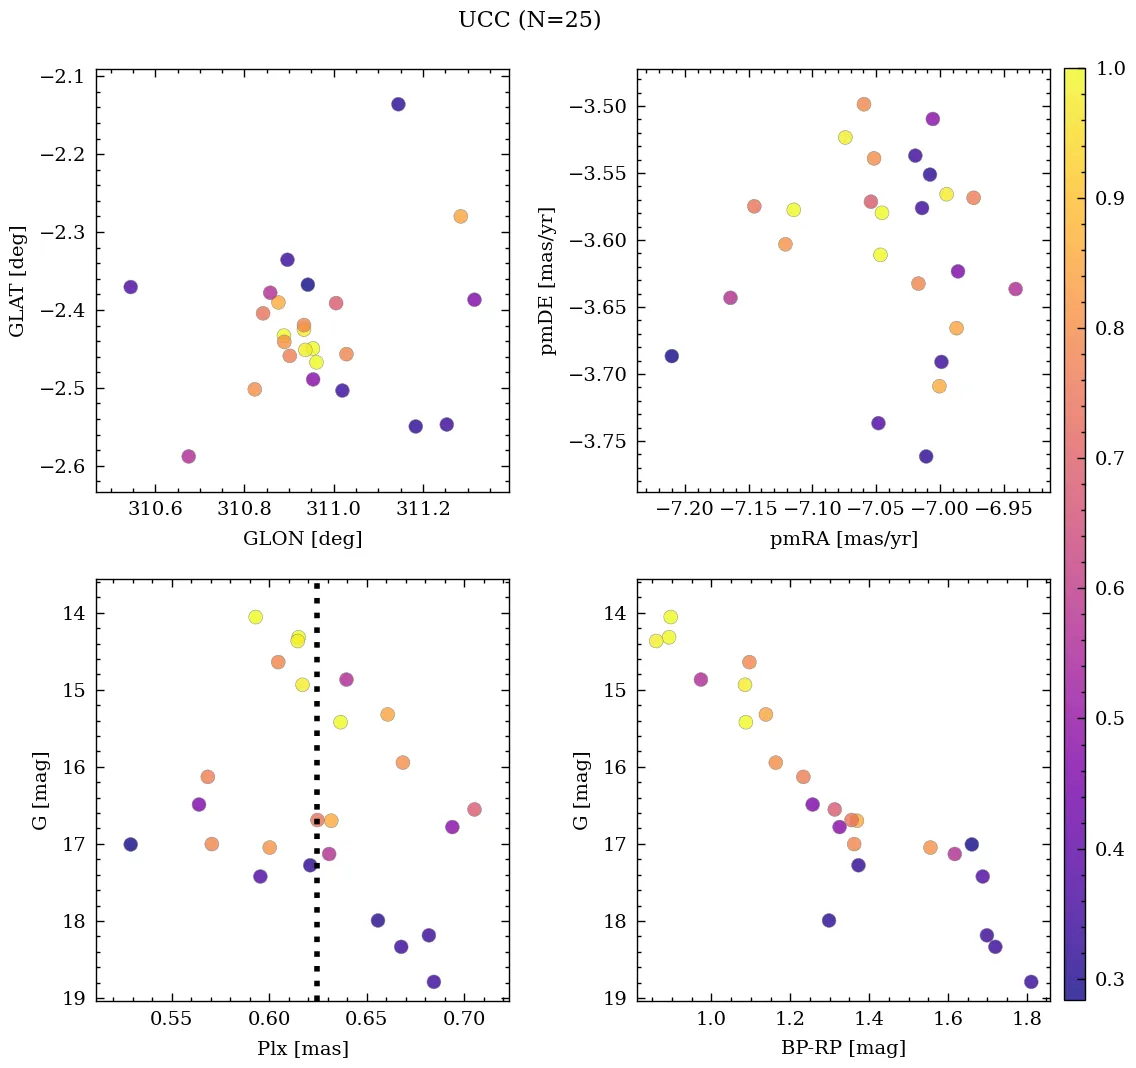 UCC (N=25)
−2.1
−2.2
−2.3
−2.4
−2.5
−2.6
GLAT [deg]
310.6 310.8 311.0 311.2
GLON [deg]
−3.50
−3.55
−3.60
−3.65
−3.70
−3.75
pmDE [mas/yr]
−7.20 −7.15 −7.10 −7.05 −7.00 −6.95
pmRA [mas/yr]
14
15
16
17
18
19
G [mag]
0.55 0.60 0.65 0.70
Plx [mas]
14
15
16
17
18
19
G [mag]
1.0 1.2 1.4 1.6 1.8
BP-RP [mag]
1.0
0.9
0.8
0.7
0.6
0.5
0.4
0.3